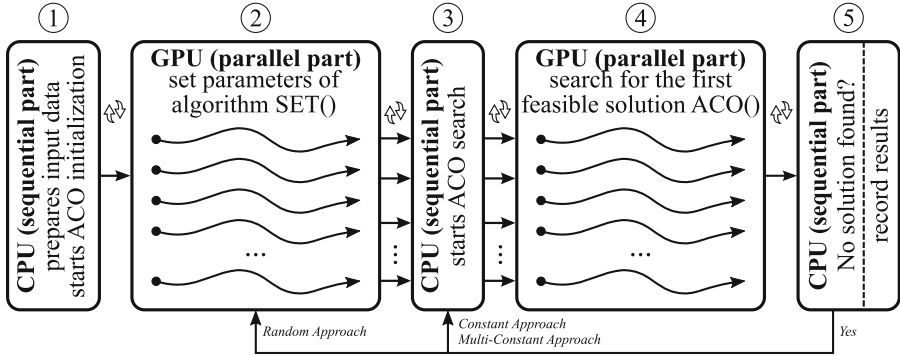 1
2
3
4
5
CPU (sequential part)
prepares input data
starts ACO initialization
GPU (parallel part)
set parameters of
algorithm SET()
...
CPU (sequential part)
starts ACO search
...
...
GPU (parallel part)
search for the first
feasible solution ACO()
...
CPU (sequential part)
No solution found?
record results
Random Approach
Constant Approach
Multi-Constant Approach
Yes